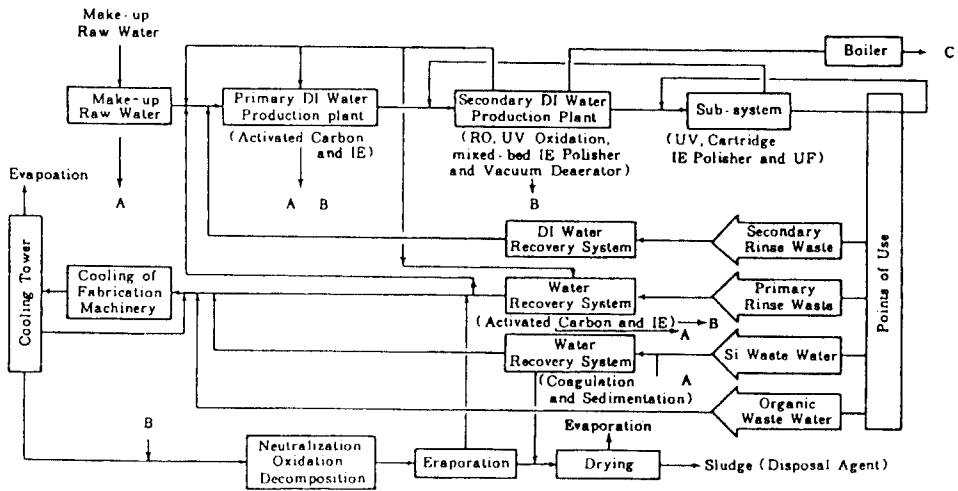 Make-up
Raw Water
Boiler
C
Make-up
Raw Water
Primary DI Water
Production plant
Secondary DI Water
Production Plant
Sub-system
(Activated Carbon
and IE)
(RO, UV Oxidation,
mixed-bed IE Polisher
and Vacuum Deaerator)
(UV, Cartridge
IE Polisher and UF)
Evapoation
A
A B
B
DI Water
Recovery System
Secondary
Rinse Waste
Cooling Tower
Cooling of
Fabrication
Machinery
Water
Recovery System
Primary
Rinse Waste
Points of Use
(Activated Carbon and IE)
B
A
Water
Recovery System
Si Waste Water
(Coagulation
and Sedimentation)
A
Organic
Waste Water
B
Evaporation
Neutralization
Oxidation
Decomposition
Eraporation
Drying
Sludge (Disposal Agent)